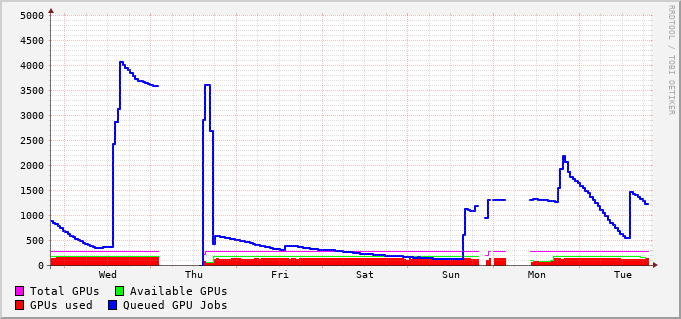 5000
4500
4000
3500
3000
2500
2000
1500
1000
500
0
Wed Thu Fri Sat Sun Mon Tue
Total GPUs Available GPUs
GPUs used Queued GPU Jobs
RRDTOOL / TOBI OETIKER